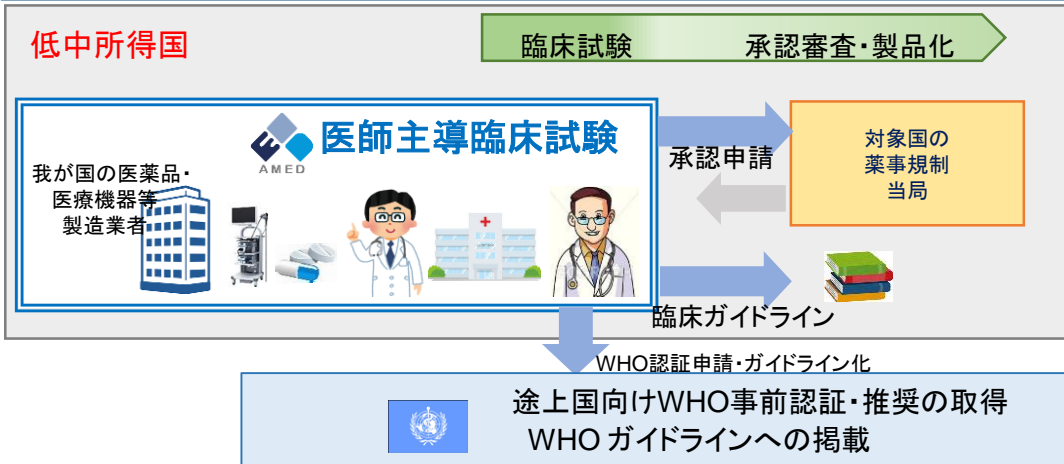 低中所得国
臨床試験
承認審査・製品化
AMED
医師主導臨床試験
我が国の医薬品・
医療機器等
製造業者
承認申請
対象国の
薬事規制
当局
臨床ガイドライン
WHO認証申請・ガイドライン化
途上国向けWHO事前認証・推奨の取得
WHO ガイドラインへの掲載